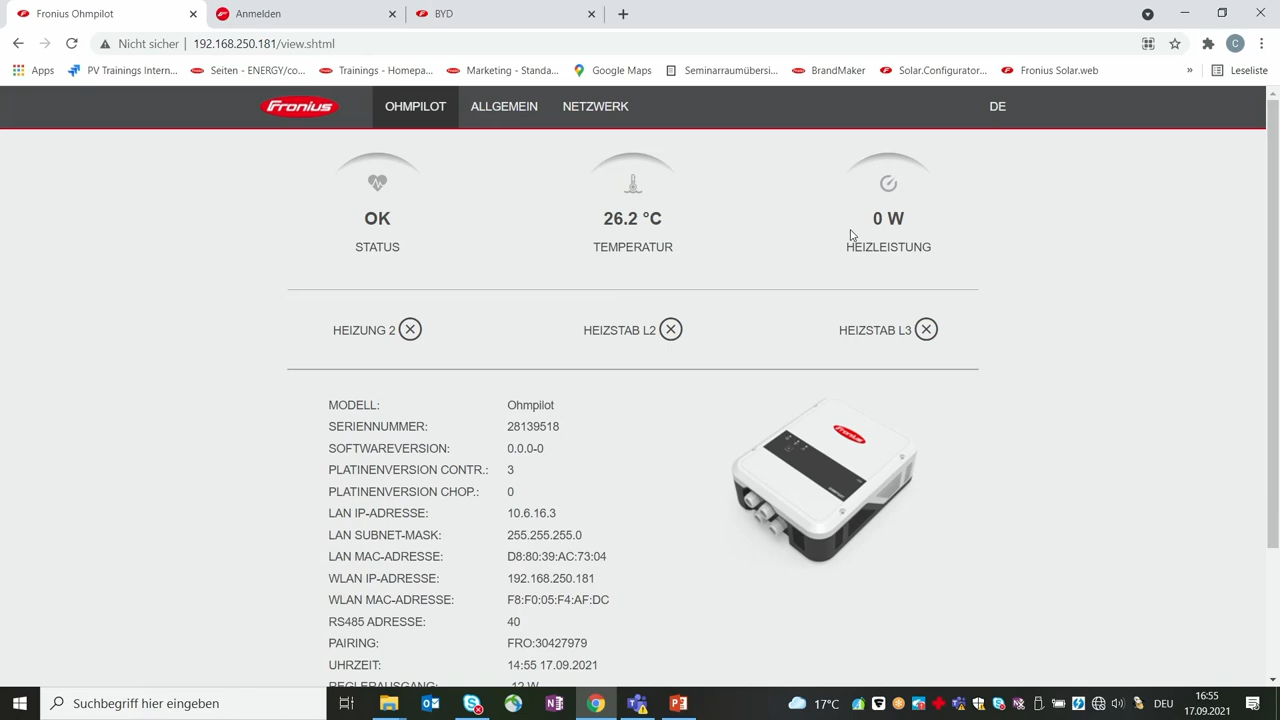 Fronius Ohmpilot
Anmelden
BYD
Nicht sicher
192.168.250.181/view.shtml
Apps
PV Trainings Intern...
Seiten - ENERGY/co...
Trainings - Homepa...
Marketing - Standa...
Google Maps
Seminarraumübersi...
BrandMaker
Solar.Configurator...
Fronius Solar.web
»
Leseliste
Fronius
OHMPILOT
ALLGEMEIN
NETZWERK
DE
OK
26.2 °C
0 W
STATUS
TEMPERATUR
HEIZLEISTUNG
HEIZUNG 2
HEIZSTAB L2
HEIZSTAB L3
MODELL: Ohmpilot
SERIENNUMMER: 28139518
SOFTWAREVERSION: 0.0.0-0
PLATINENVERSION CONTR.: 3
PLATINENVERSION CHOP.: 0
LAN IP-ADRESSE: 10.6.16.3
LAN SUBNET-MASK: 255.255.255.0
LAN MAC-ADRESSE: D8:80:39:AC:73:04
WLAN IP-ADRESSE: 192.168.250.181
WLAN MAC-ADRESSE: F8:F0:05:F4:AF:DC
RS485 ADRESSE: 40
PAIRING: FRO:30427979
UHRZEIT: 14:55 17.09.2021
REGLERAUSGANG: -12 W
Fronius
Suchbegriff hier eingeben
17°C
DEU
16:55
17.09.2021